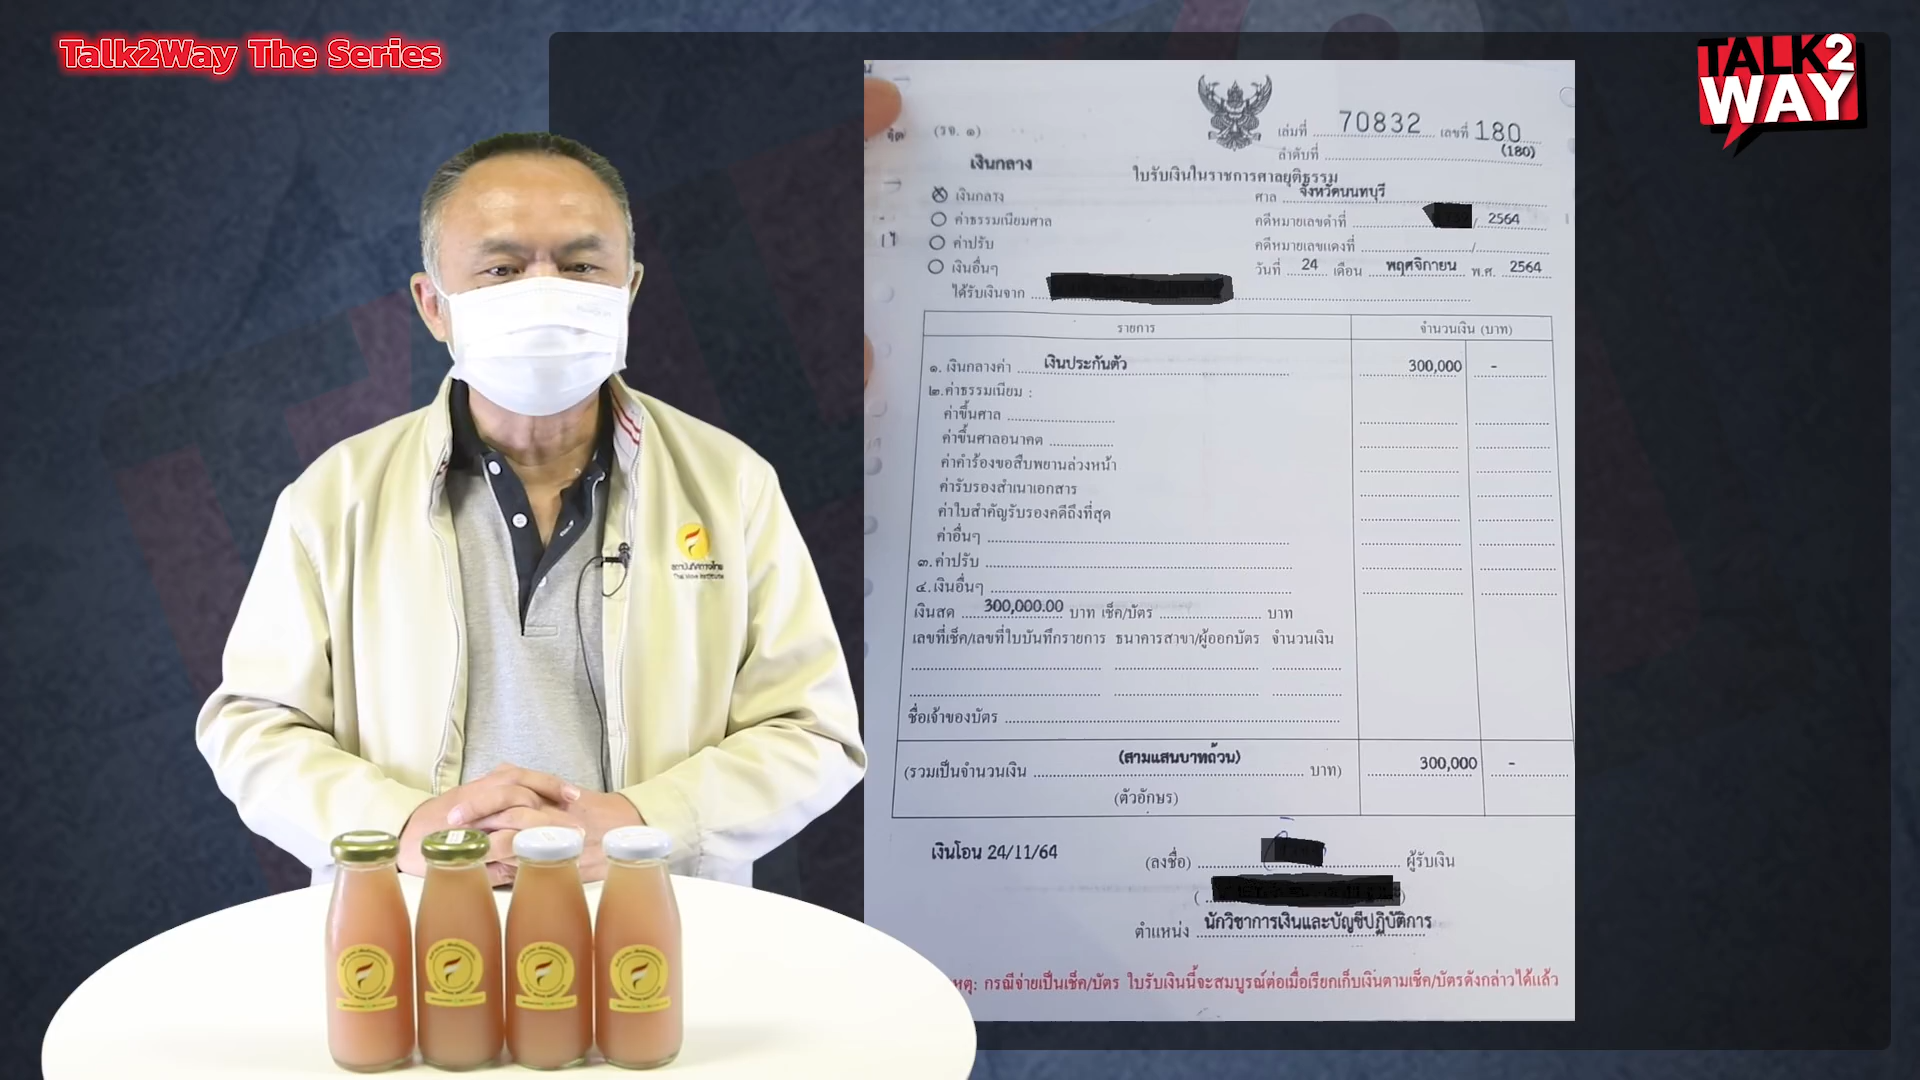 Talk2Way The Series
TALK2
WAY
(รจ. ๑)
เล่มที่ 70832 เลขที่ 180
ลำดับที่ (180)
เงินกลาง
ใบรับเงินในราชการศาลยุติธรรม
เงินกลาง
ศาล จังหวัดนนทบุรี
ค่าธรรมเนียมศาล
คดีหมายเลขดำที่ / 2564
ค่าปรับ
คดีหมายเลขแดงที่ /
เงินอื่นๆ
วันที่ 24 เดือน พฤศจิกายน พ.ศ. 2564
ได้รับเงินจาก
รายการ จำนวนเงิน (บาท)
๑. เงินกลางค่า เงินประกันตัว 300,000 -
๒.ค่าธรรมเนียม :
ค่าขึ้นศาล
ค่าขึ้นศาลอนาคต
ค่าคำร้องขอสืบพยานล่วงหน้า
ค่ารับรองสำเนาเอกสาร
ค่าใบสำคัญรับรองคดีถึงที่สุด
ค่าอื่นๆ
๓.ค่าปรับ
๔.เงินอื่นๆ
เงินสด 300,000.00 บาท เช็ค/บัตร บาท
เลขที่เช็ค/เลขที่ใบบันทึกรายการ ธนาคารสาขา/ผู้ออกบัตร จำนวนเงิน
ชื่อเจ้าของบัตร
(รวมเป็นจำนวนเงิน (สามแสนบาทถ้วน) บาท) 300,000 -
(ตัวอักษร)
เงินโอน 24/11/64
(ลงชื่อ) ผู้รับเงิน
ตำแหน่ง นักวิชาการเงินและบัญชีปฏิบัติการ
หตุ: กรณีจ่ายเป็นเช็ค/บัตร ใบรับเงินนี้จะสมบูรณ์ต่อเมื่อเรียกเก็บเงินตามเช็ค/บัตรดังกล่าวได้แล้ว
สถาบันทิศทางไทย
Thai Move Institute